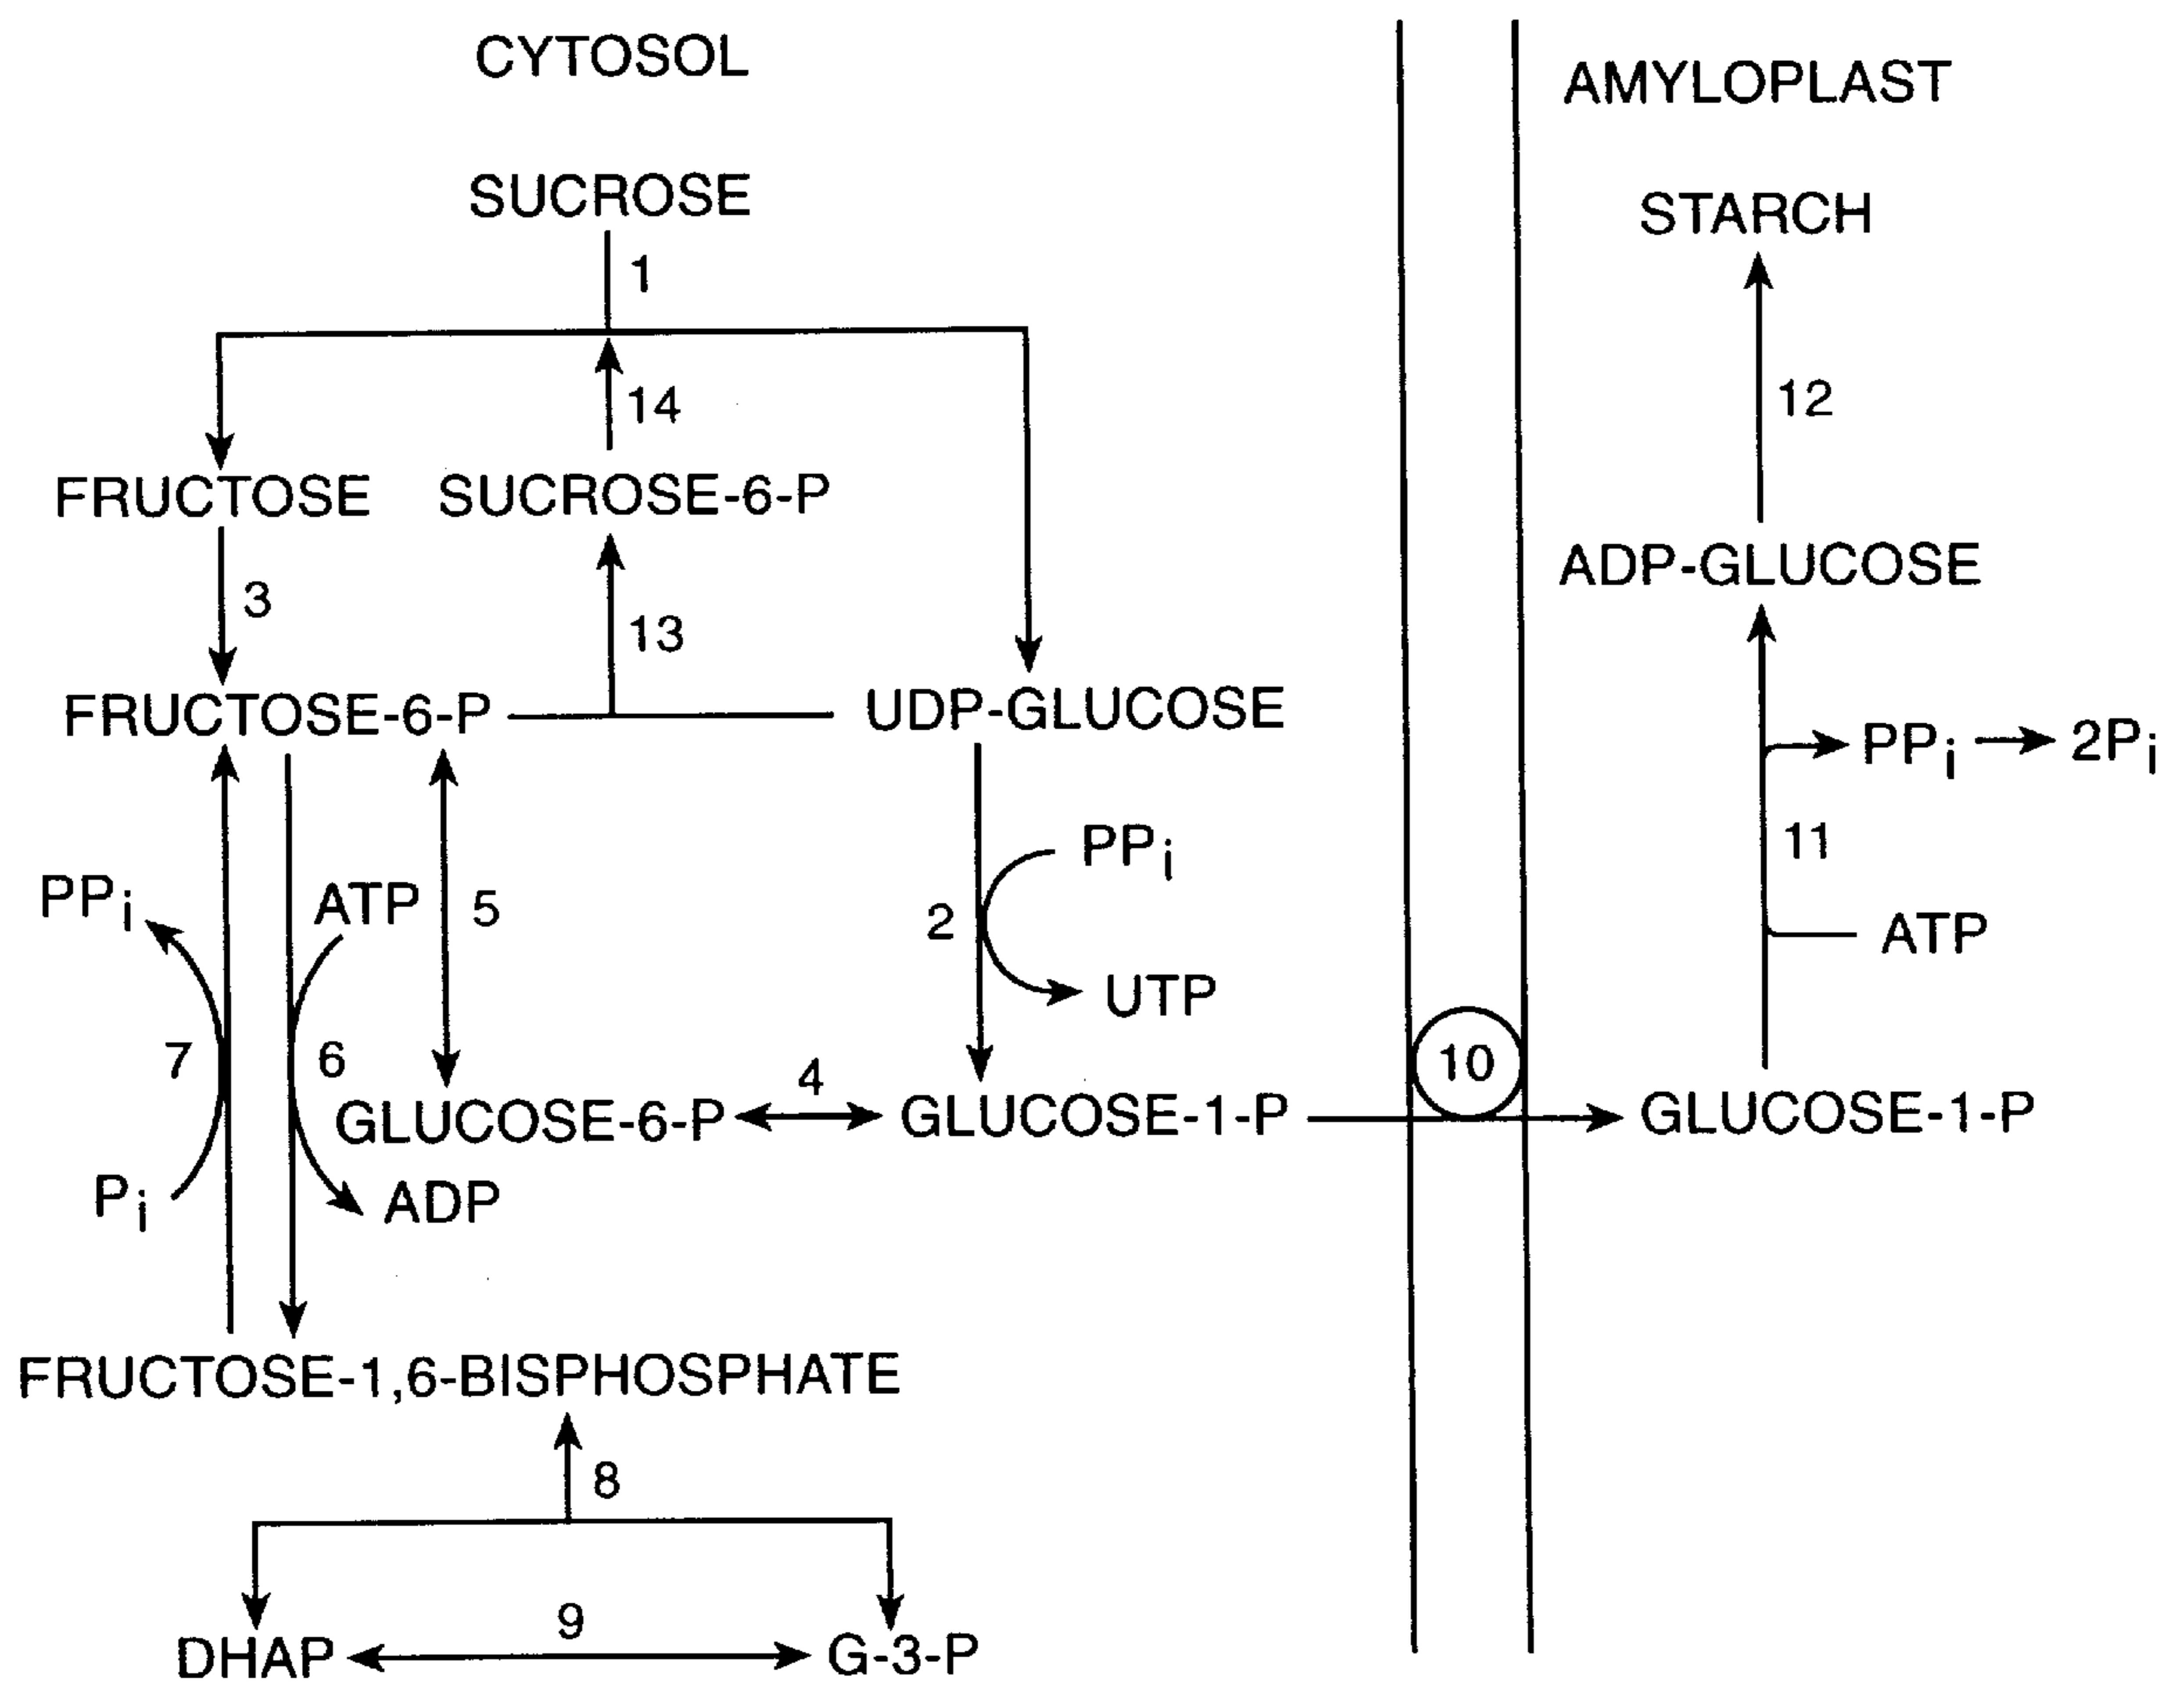 CYTOSOL
AMYLOPLAST
SUCROSE
STARCH
1
14
12
FRUCTOSE
SUCROSE-6-P
ADP-GLUCOSE
3
13
FRUCTOSE-6-P
UDP-GLUCOSE
PPi
2Pi
PPi
11
PPi
ATP
5
2
ATP
UTP
7
6
4
10
GLUCOSE-6-P
GLUCOSE-1-P
GLUCOSE-1-P
Pi
ADP
FRUCTOSE-1,6-BISPHOSPHATE
8
9
DHAP
G-3-P